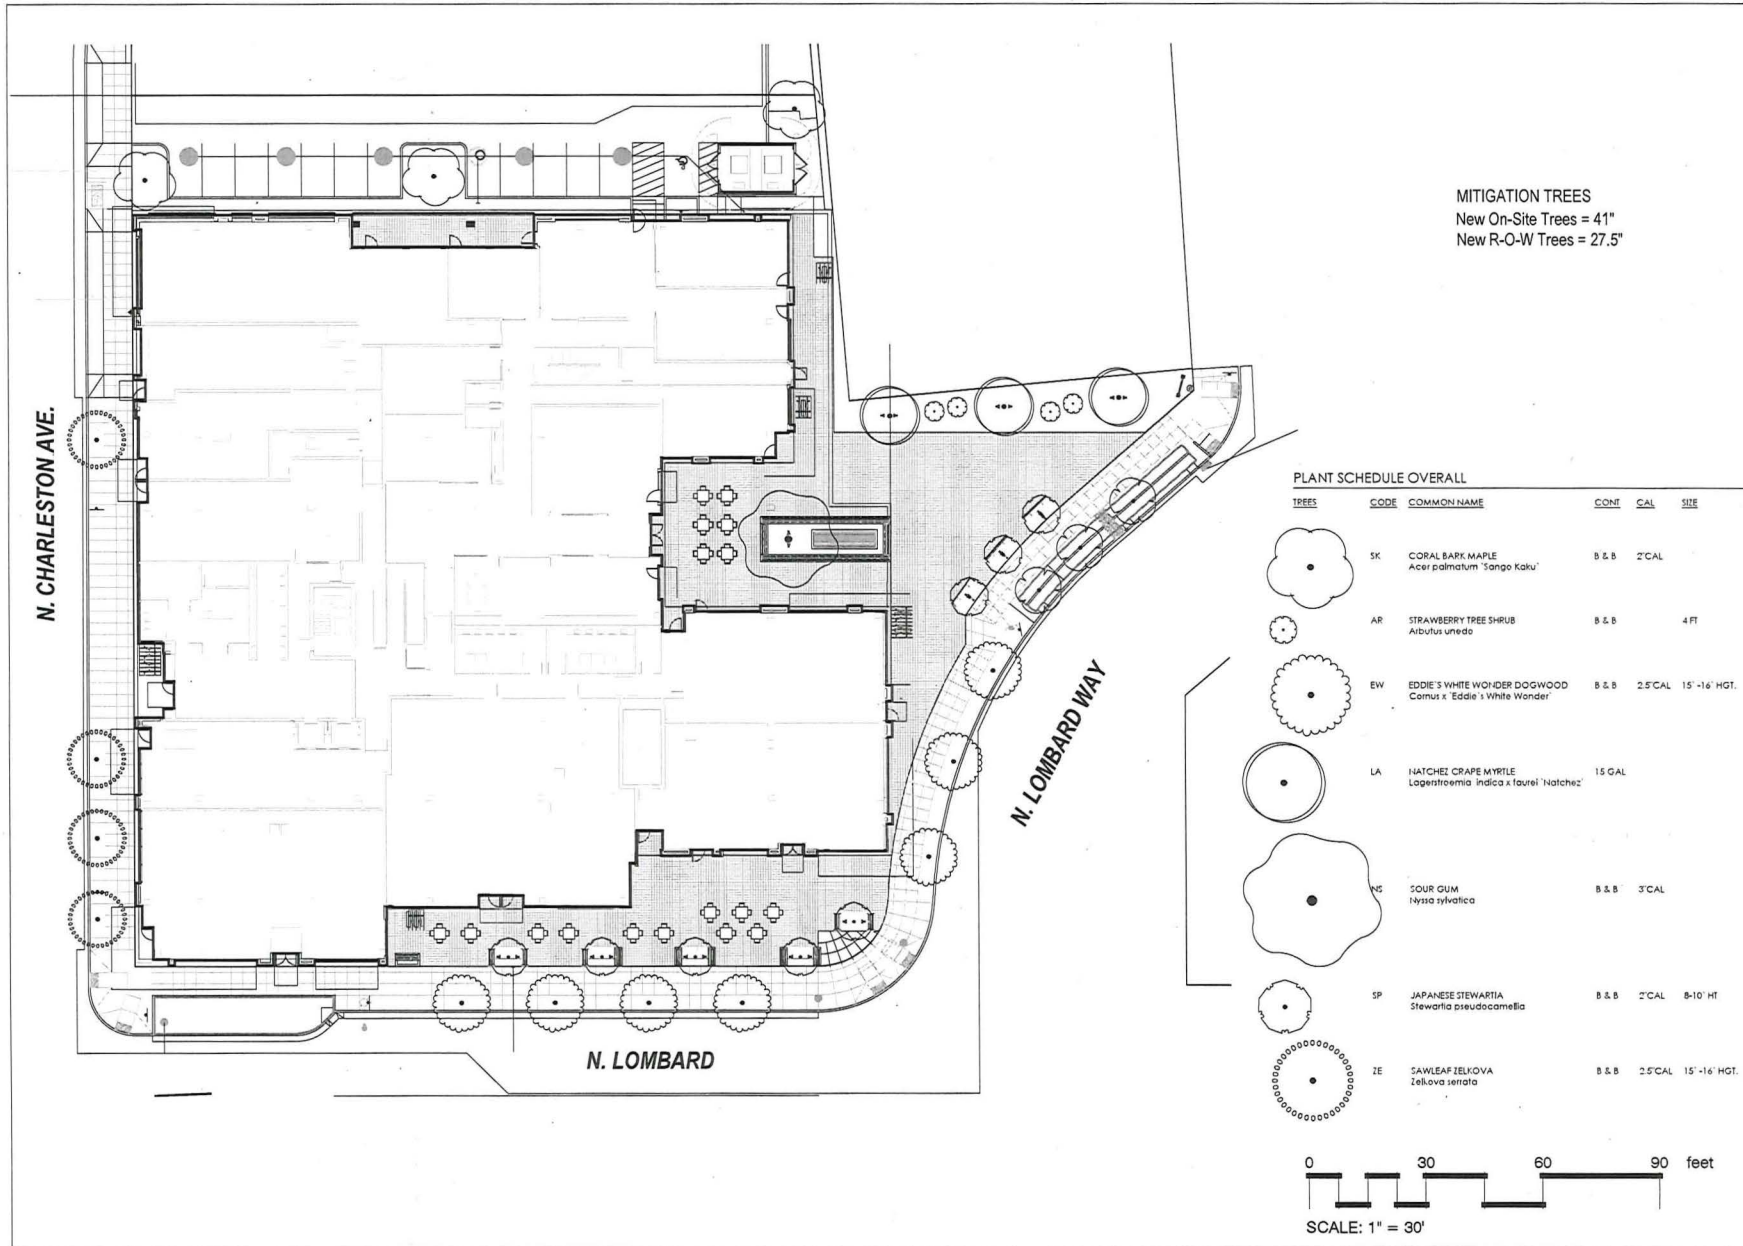 MITIGATION TREES
New On-Site Trees = 41"
New R-O-W Trees = 27.5"
N. CHARLESTON AVE.
N. LOMBARD WAY
N. LOMBARD
PLANT SCHEDULE OVERALL
TREES CODE COMMON NAME CONT CAL SIZE
SK CORAL BARK MAPLE B & B 2"CAL
Acer palmatum `Sango Kaku`
AR STRAWBERRY TREE SHRUB B & B 4 FT
Arbutus unedo
EW EDDIE`S WHITE WONDER DOGWOOD B & B 2.5"CAL 15` -16` HGT.
Cornus x `Eddie`s White Wonder`
LA NATCHEZ CRAPE MYRTLE 15 GAL
Lagerstroemia indica x faurei `Natchez`
NS SOUR GUM B & B 3"CAL
Nyssa sylvatica
SP JAPANESE STEWARTIA B & B 2"CAL 8-10` HT
Stewartia pseudocamellia
ZE SAWLEAF ZELKOVA B & B 2.5"CAL 15` -16` HGT.
Zelkova serrata
0 30 60 90 feet
SCALE: 1" = 30'